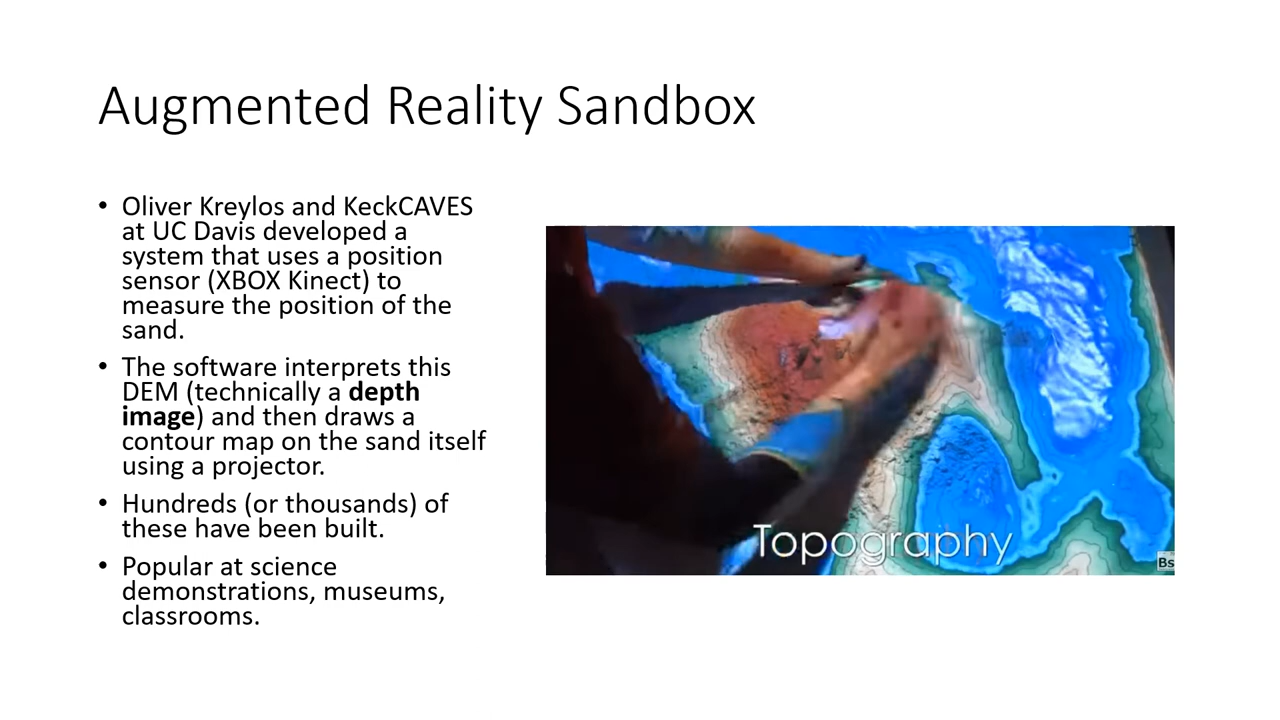 Augmented Reality Sandbox
• Oliver Kreylos and KeckCAVES
at UC Davis developed a
system that uses a position
sensor (XBOX Kinect) to
measure the position of the
sand.
• The software interprets this
DEM (technically a depth
image) and then draws a
contour map on the sand itself
using a projector.
• Hundreds (or thousands) of
these have been built.
• Popular at science
demonstrations, museums,
classrooms.
Topography
Bs